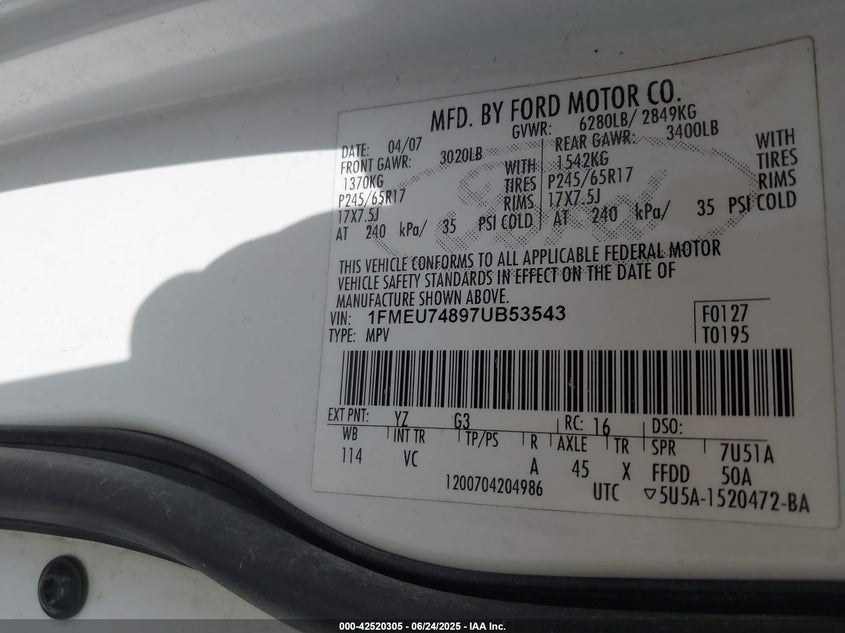 MFD. BY FORD MOTOR CO.
DATE: 04/07 GVWR: 6280LB/ 2849KG
FRONT GAWR: 3020LB REAR GAWR: 3400LB
1370KG WITH 1542KG WITH
P245/65R17 TIRES P245/65R17 TIRES
17X7.5J RIMS 17X7.5J RIMS
AT 240 kPa/ 35 PSI COLD AT 240 kPa/ 35 PSI COLD
THIS VEHICLE CONFORMS TO ALL APPLICABLE FEDERAL MOTOR
VEHICLE SAFETY STANDARDS IN EFFECT ON THE DATE OF
MANUFACTURE SHOWN ABOVE.
VIN: 1FMEU74897UB53543 F0127
TYPE: MPV T0195
EXT PNT: YZ G3 RC: 16 DSO:
WB INT TR TP/PS R AXLE TR SPR 7U51A
114 VC A 45 X FFDD 50A
1200704204986 UTC ▽5U5A-1520472-BA
000-42520305 - 06/24/2025 - IAA Inc.